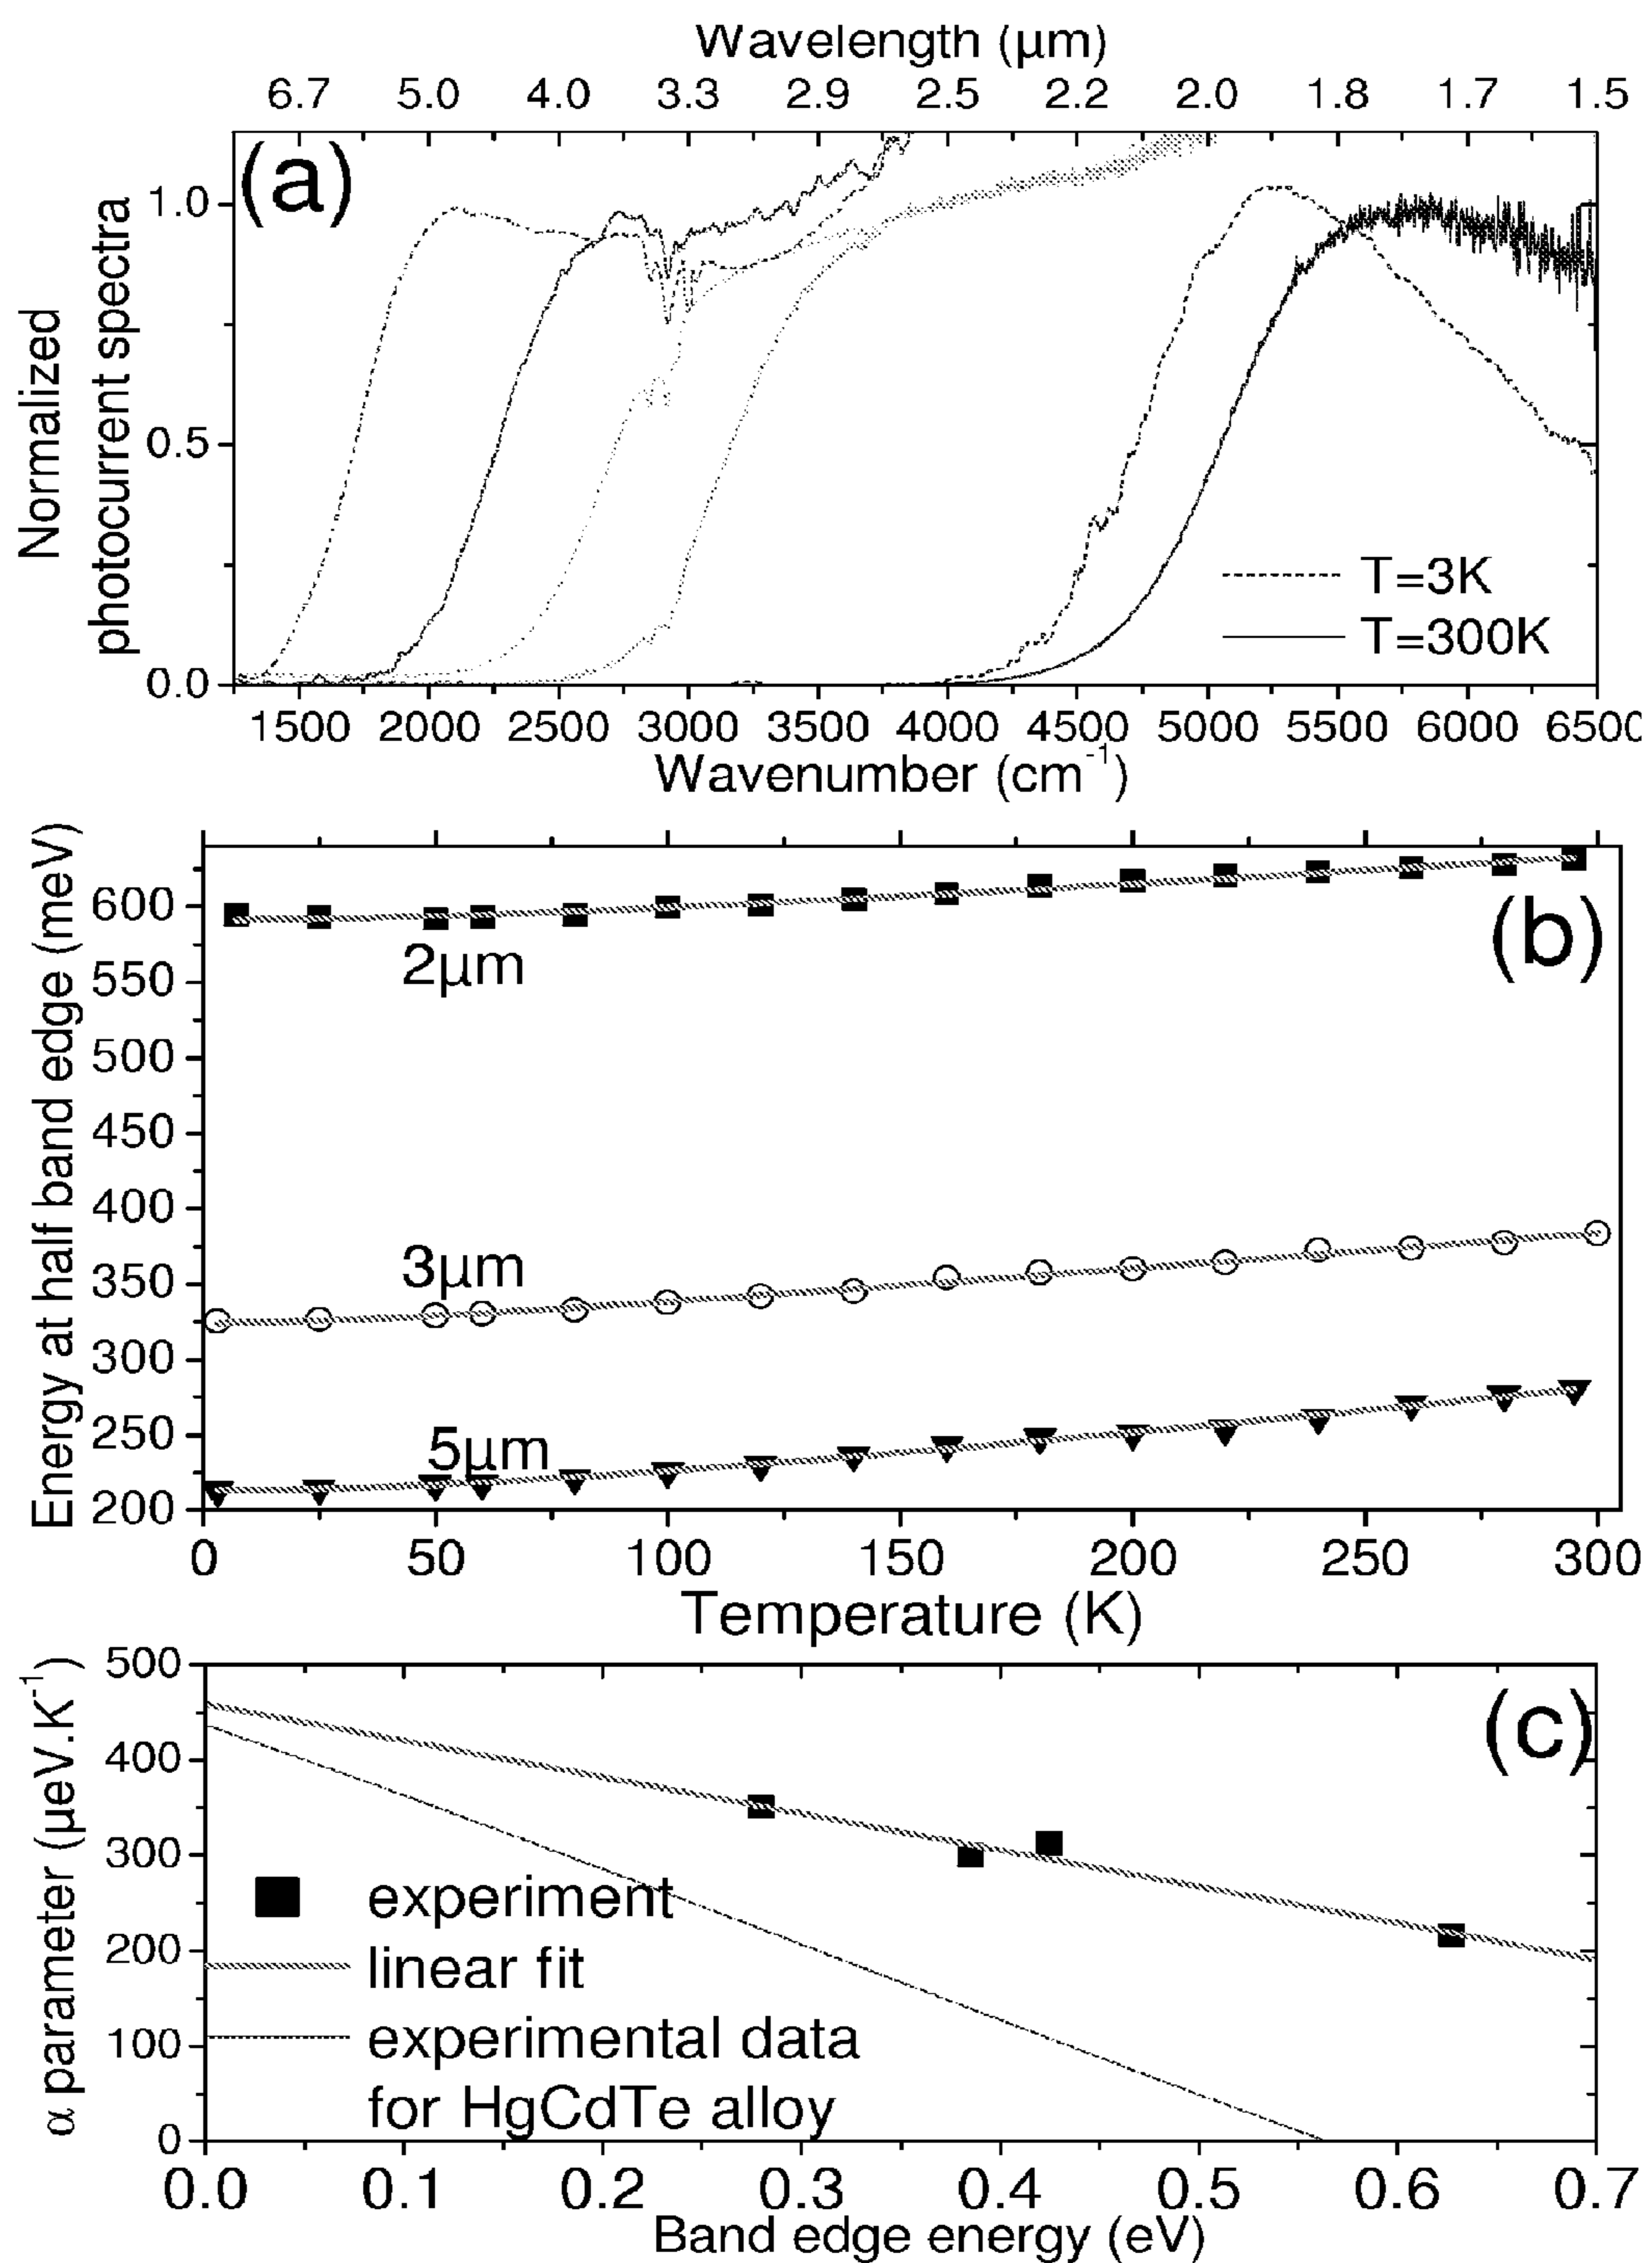 Wavelength (µm)
6.7 5.0 4.0 3.3 2.9 2.5 2.2 2.0 1.8 1.7 1.5
(a)
Normalized
photocurrent spectra
1.0
0.5
0.0
T=3K
T=300K
1500 2000 2500 3000 3500 4000 4500 5000 5500 6000 6500
Wavenumber (cm⁻¹)
Energy at half band edge (meV)
600
550
500
450
400
350
300
250
200
(b)
2µm
3µm
5µm
0 50 100 150 200 250 300
Temperature (K)
α parameter (µeV.K⁻¹)
500
400
300
200
100
0
(c)
experiment
linear fit
experimental data
for HgCdTe alloy
0.0 0.1 0.2 0.3 0.4 0.5 0.6 0.7
Band edge energy (eV)